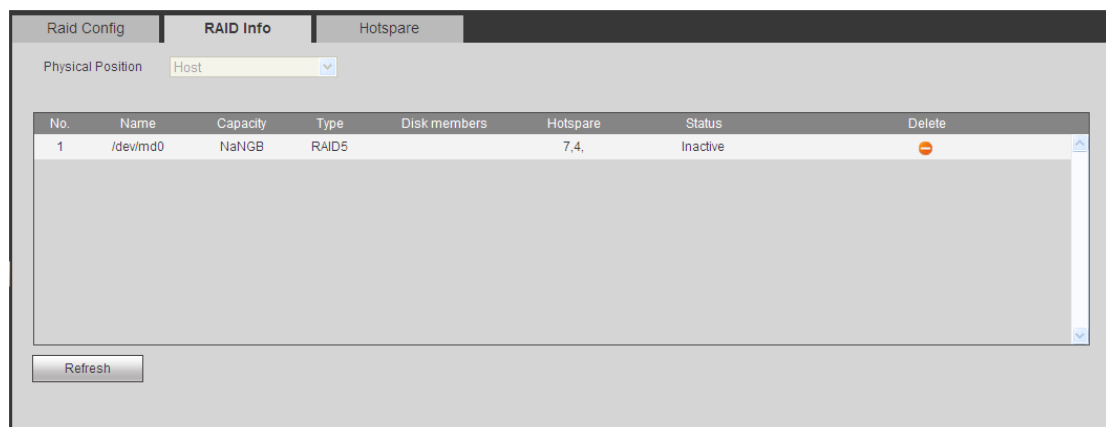 Raid Config RAID Info Hotspare
Physical Position Host
No. Name Capacity Type Disk members Hotspare Status Delete
1 /dev/md0 NaNGB RAID5 7,4, Inactive
Refresh